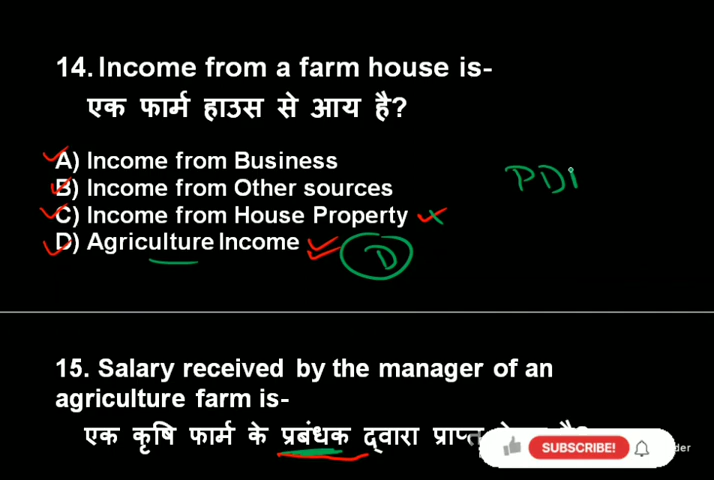 14. Income from a farm house is-
एक फार्म हाउस से आय है?
A) Income from Business
B) Income from Other sources
C) Income from House Property
D) Agriculture Income
D
PDI
15. Salary received by the manager of an
agriculture farm is-
एक कृषि फार्म के प्रबंधक द्वारा प्राप्त
SUBSCRIBE!